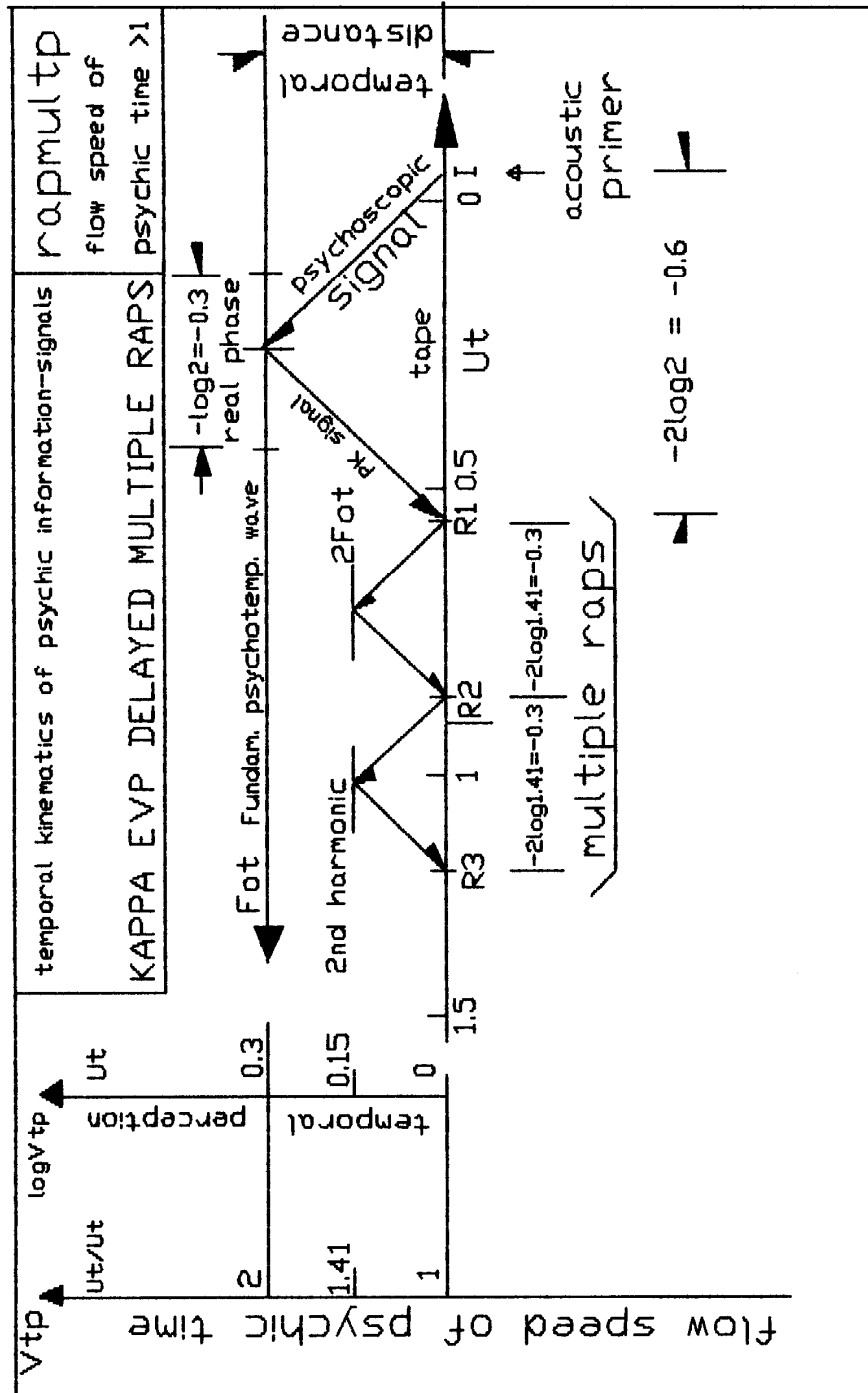 temporal kinematics of psychic information-signals
KAPPA EVP DELAYED MULTIPLE RAPS
rapmultp
flow speed of
psychic time >1
Vtp
logVtp
Ut/Ut
Ut
-log2=-0.3
real phase
2
0.3
Fot Fundam. psychotemp. wave
perception
temporal
temporal
distance
1.41
0.15
2nd harmonic
2Fot
PK signal
psychoscopic
signal
tape
1
0
1.5
R3
1
R2
R1
0.5
Ut
0
I
-2log1.41=-0.3
-2log1.41=-0.3
acoustic
primer
multiple raps
-2log2 = -0.6
flow speed of psychic time